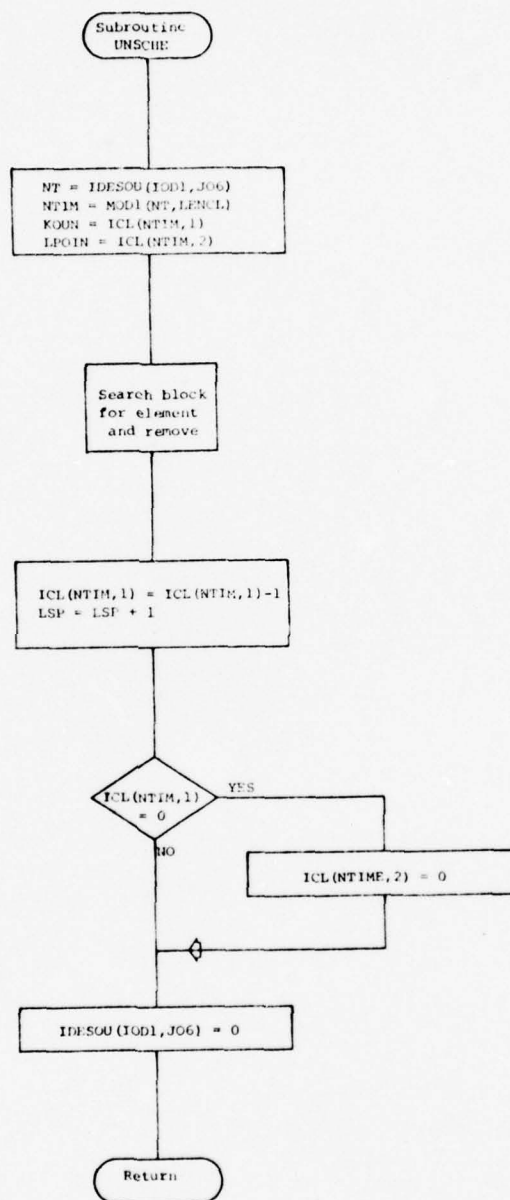 Subroutine
UNSCHE
NT = IDESOU(IOD1,JO6)
NTIM = MOD1(NT,LENCL)
KOUN = ICL(NTIM,1)
LPOIN = ICL(NTIM,2)
Search block
for element
and remove
ICL(NTIM,1) = ICL(NTIM,1)-1
LSP = LSP + 1
ICL(NTIM,1)
= 0
YES
NO
ICL(NTIME,2) = 0
IDESOU(IOD1,JO6) = 0
Return